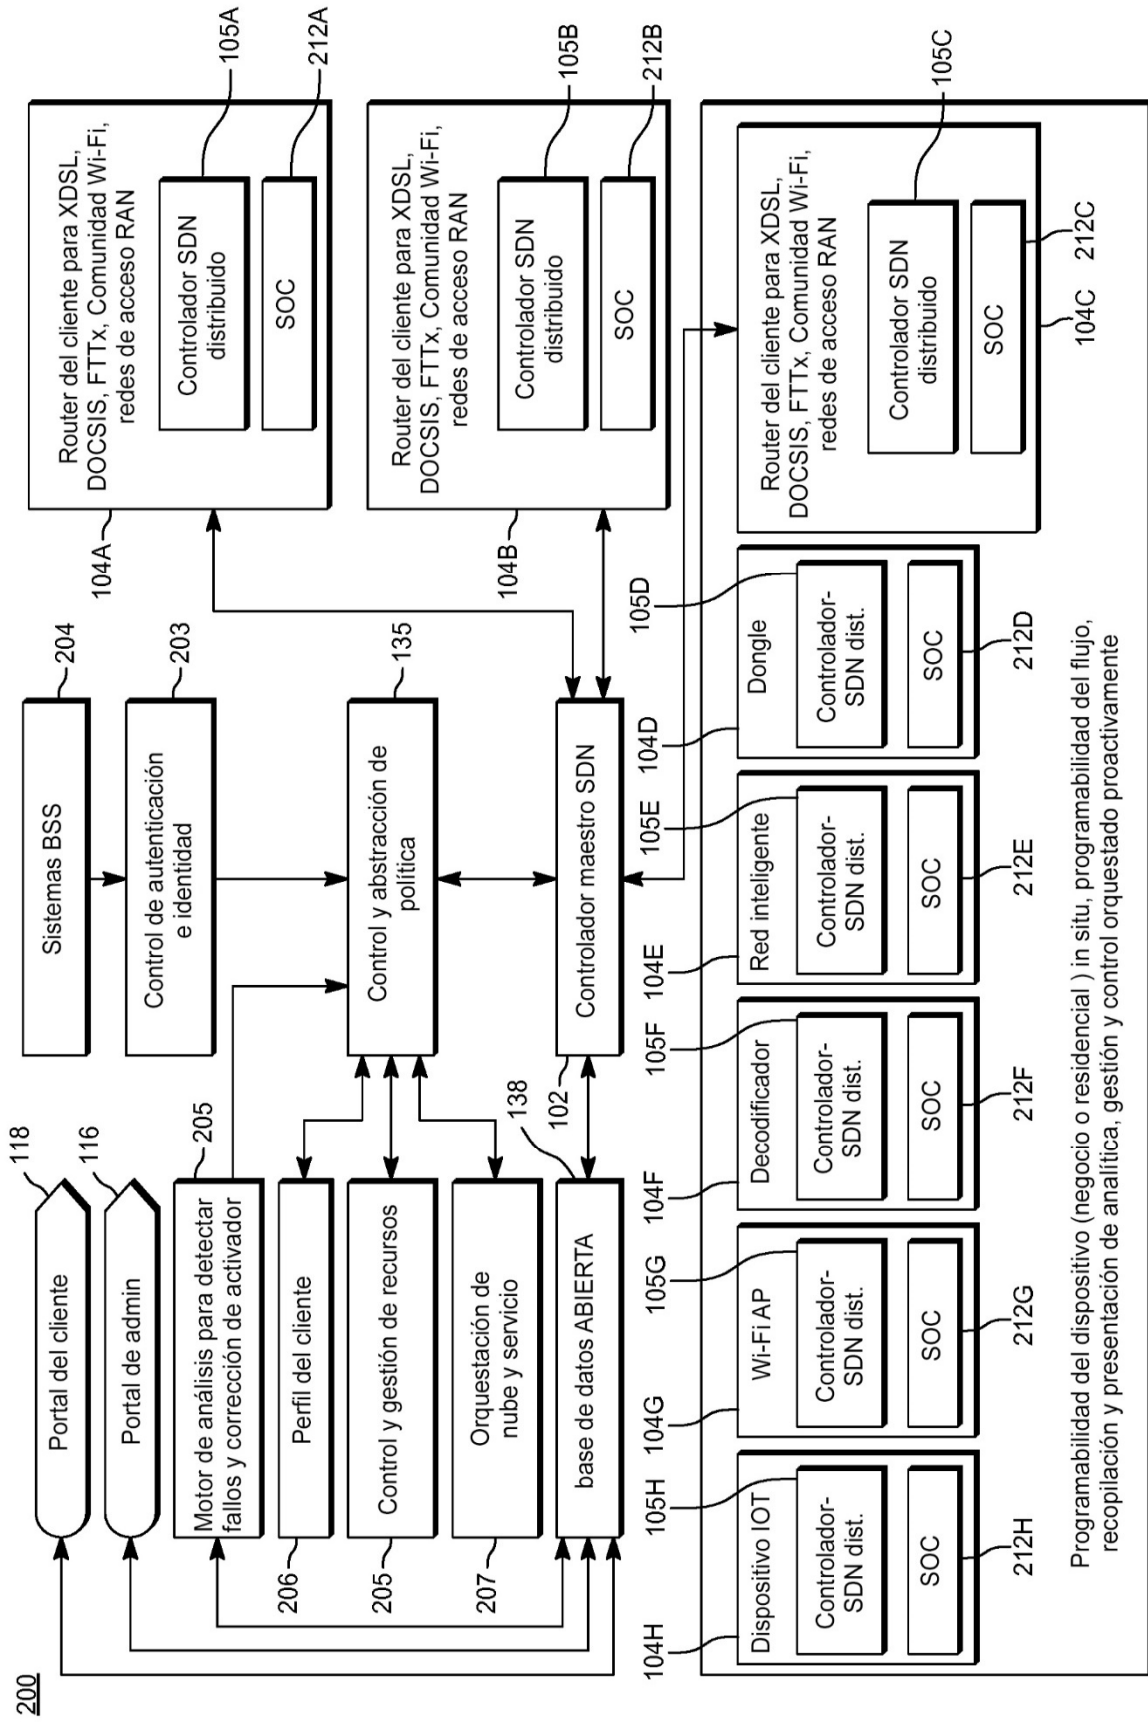 200
Portal del cliente
118
Portal de admin
116
Motor de análisis para detectar
fallos y corrección de activador
205
Perfil del cliente
206
Control y gestión de recursos
205
Orquestación de
nube y servicio
207
base de datos ABIERTA
138
Sistemas BSS
204
Control de autenticación
e identidad
203
Control y abstracción de
política
135
Controlador maestro SDN
102
Router del cliente para XDSL,
DOCSIS, FTTx, Comunidad Wi-Fi,
redes de acceso RAN
Controlador SDN
distribuido
SOC
104A
105A
212A
Router del cliente para XDSL,
DOCSIS, FTTx, Comunidad Wi-Fi,
redes de acceso RAN
Controlador SDN
distribuido
SOC
104B
105B
212B
Dispositivo IOT
Controlador-
SDN dist.
SOC
104H
105H
212H
Wi-Fi AP
Controlador-
SDN dist.
SOC
104G
105G
212G
Decodificador
Controlador-
SDN dist.
SOC
104F
105F
212F
Red inteligente
Controlador-
SDN dist.
SOC
104E
105E
212E
Dongle
Controlador-
SDN dist.
SOC
104D
105D
212D
Router del cliente para XDSL,
DOCSIS, FTTx, Comunidad Wi-Fi,
redes de acceso RAN
Controlador SDN
distribuido
SOC
105C
212C
104C
Programabilidad del dispositivo (negocio o residencial ) in situ, programabilidad del flujo,
recopilación y presentación de analítica, gestión y control orquestado proactivamente